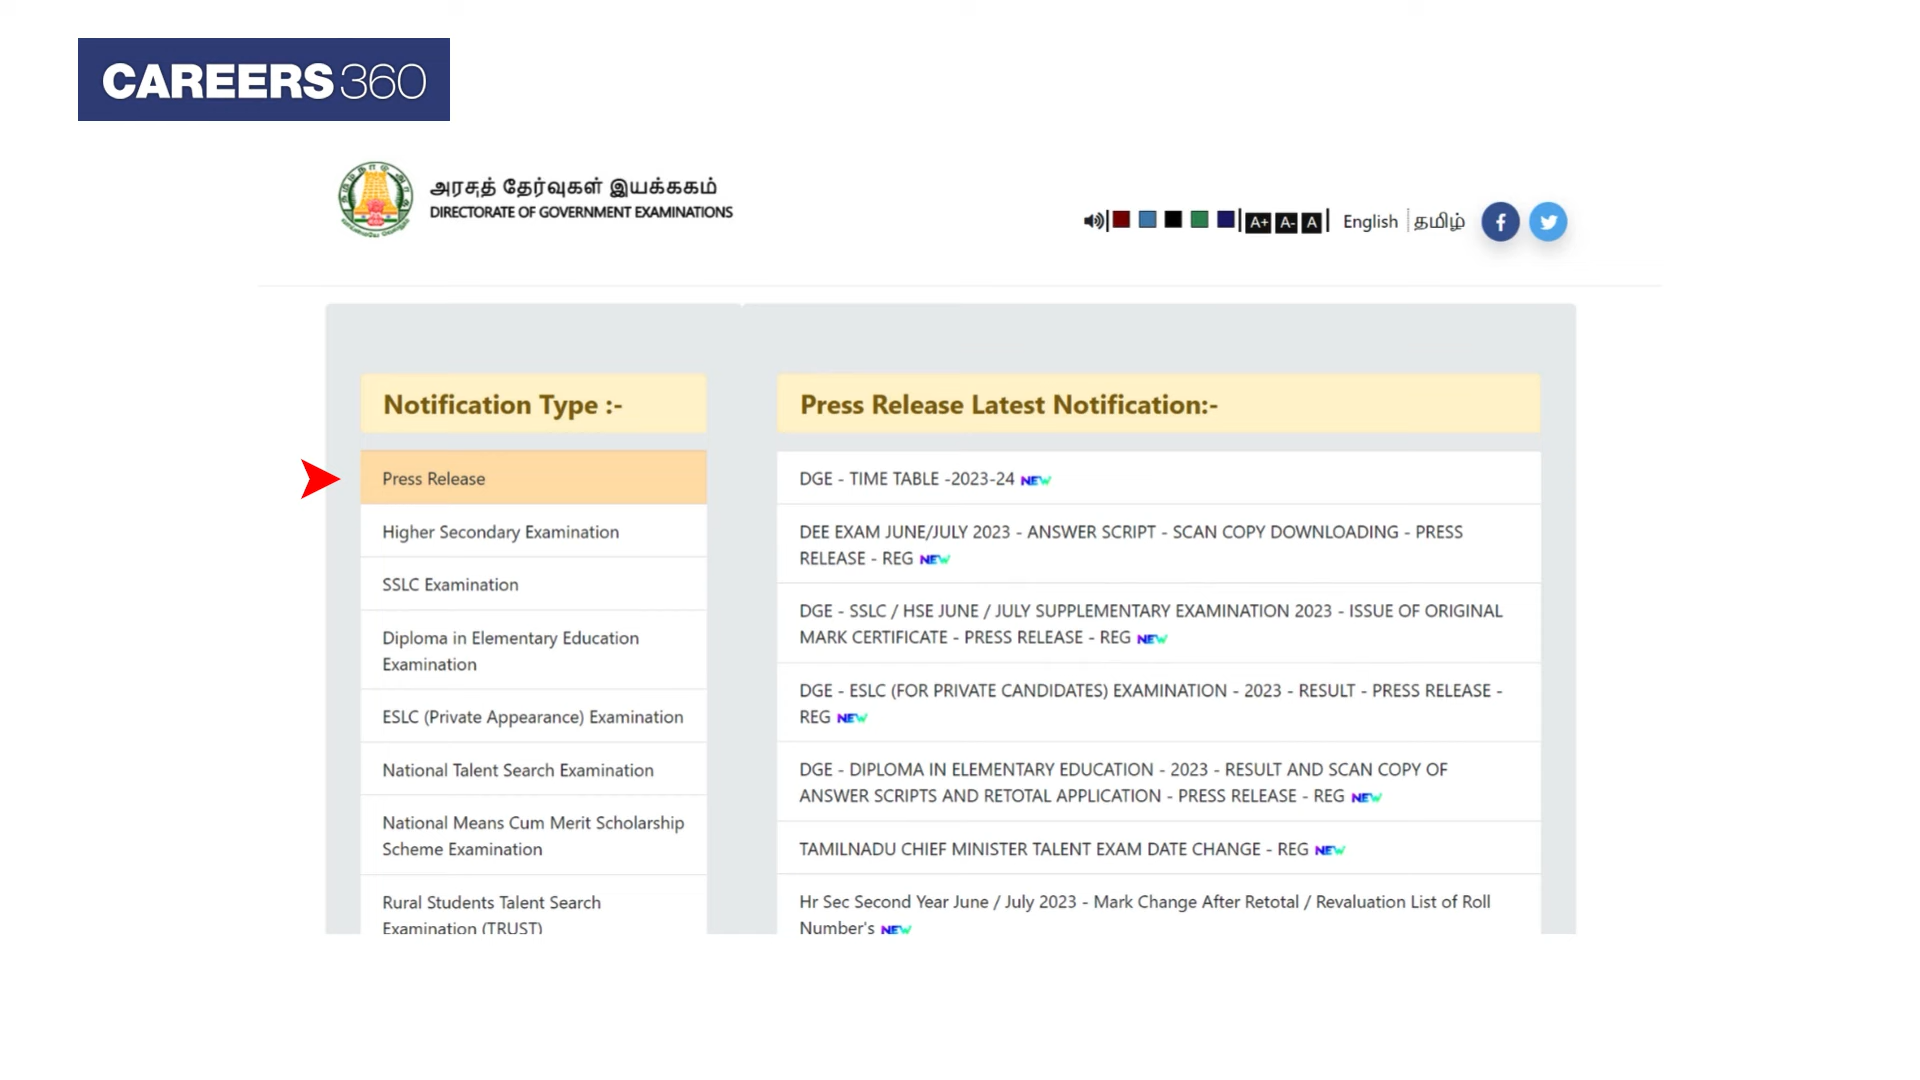 CAREERS360
அரசுத் தேர்வுகள் இயக்ககம்
DIRECTORATE OF GOVERNMENT EXAMINATIONS
A+ A- A English தமிழ்
Notification Type :-
Press Release
Higher Secondary Examination
SSLC Examination
Diploma in Elementary Education
Examination
ESLC (Private Appearance) Examination
National Talent Search Examination
National Means Cum Merit Scholarship
Scheme Examination
Rural Students Talent Search
Examination (TRUST)
Press Release Latest Notification:-
DGE - TIME TABLE -2023-24 NEW
DEE EXAM JUNE/JULY 2023 - ANSWER SCRIPT - SCAN COPY DOWNLOADING - PRESS
RELEASE - REG NEW
DGE - SSLC / HSE JUNE / JULY SUPPLEMENTARY EXAMINATION 2023 - ISSUE OF ORIGINAL
MARK CERTIFICATE - PRESS RELEASE - REG NEW
DGE - ESLC (FOR PRIVATE CANDIDATES) EXAMINATION - 2023 - RESULT - PRESS RELEASE -
REG NEW
DGE - DIPLOMA IN ELEMENTARY EDUCATION - 2023 - RESULT AND SCAN COPY OF
ANSWER SCRIPTS AND RETOTAL APPLICATION - PRESS RELEASE - REG NEW
TAMILNADU CHIEF MINISTER TALENT EXAM DATE CHANGE - REG NEW
Hr Sec Second Year June / July 2023 - Mark Change After Retotal / Revaluation List of Roll
Number's NEW